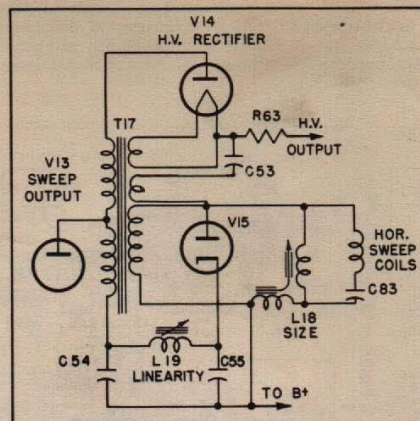 V14
H.V. RECTIFIER
T17
R63
H.V.
OUTPUT
C53
V13
SWEEP
OUTPUT
V15
HOR.
SWEEP
COILS
C83
L18
SIZE
C54
L19
LINEARITY
C55
TO B+